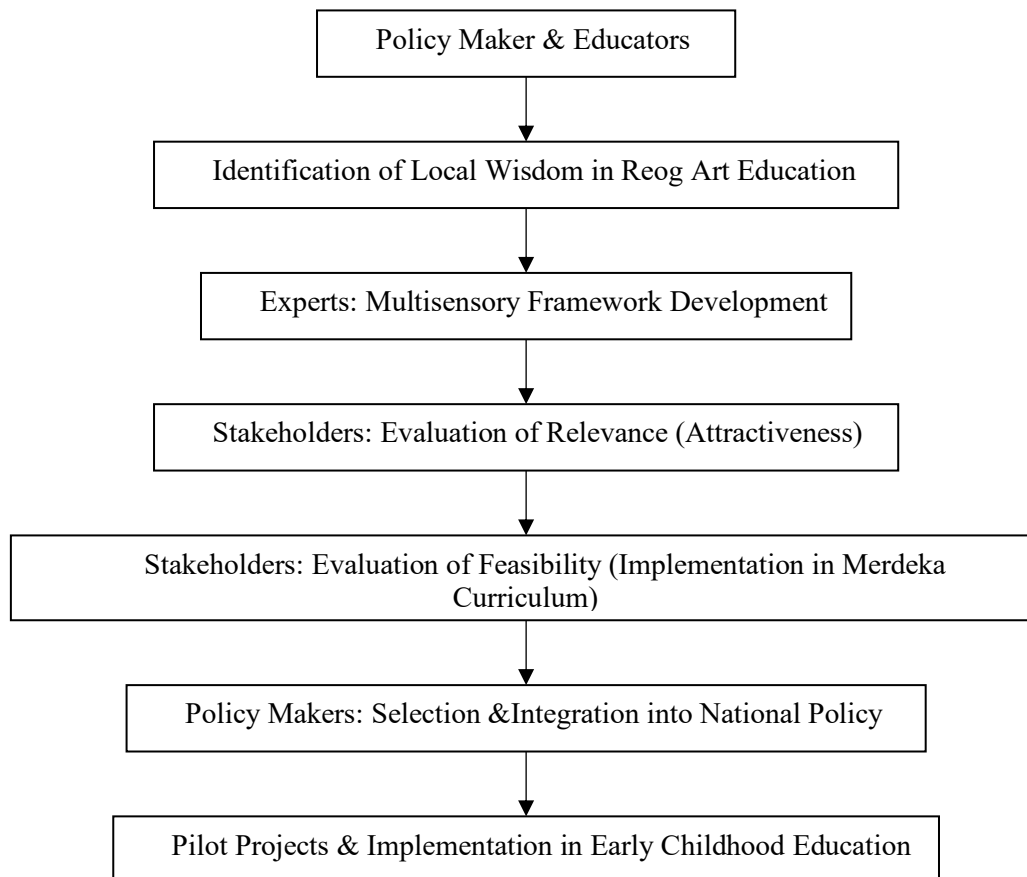 Policy Maker & Educators
Identification of Local Wisdom in Reog Art Education
Experts: Multisensory Framework Development
Stakeholders: Evaluation of Relevance (Attractiveness)
Stakeholders: Evaluation of Feasibility (Implementation in Merdeka
Curriculum)
Policy Makers: Selection &Integration into National Policy
Pilot Projects & Implementation in Early Childhood Education